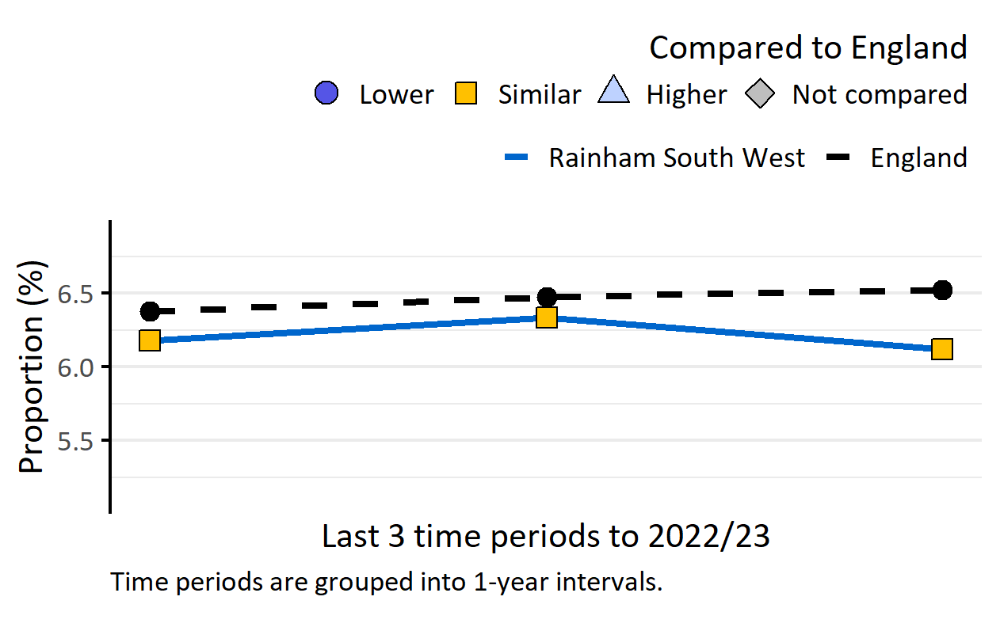 Compared to England
Lower Similar Higher Not compared
Rainham South West England
Proportion (%)
6.5
6.0
5.5
Last 3 time periods to 2022/23
Time periods are grouped into 1-year intervals.